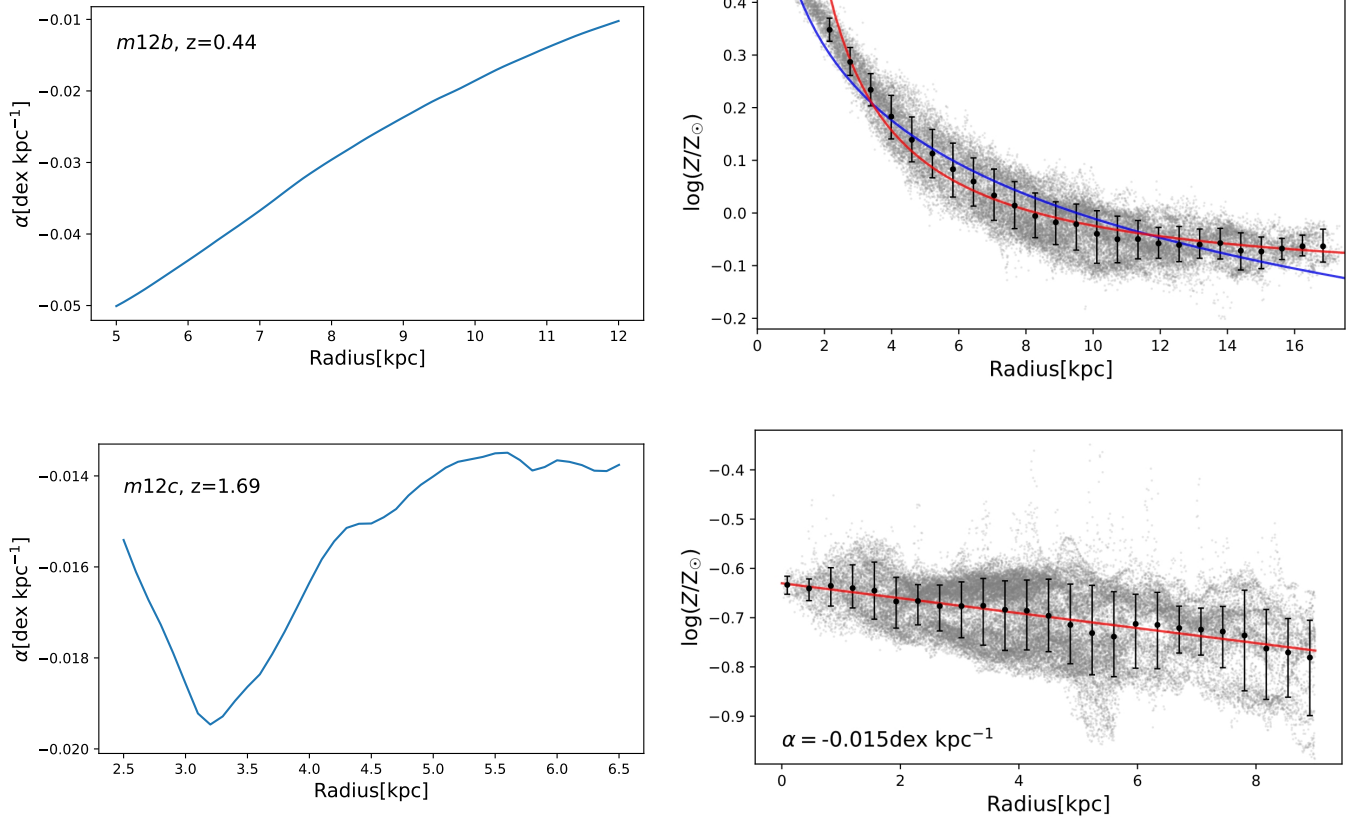 −0.01
−0.02
−0.03
−0.04
−0.05
α[dex kpc⁻¹]
m12b, z=0.44
5 6 7 8 9 10 11 12
Radius[kpc]
0.4
0.3
0.2
0.1
0.0
−0.1
−0.2
log(Z/Z☉)
0 2 4 6 8 10 12 14 16
Radius[kpc]
−0.014
−0.016
−0.018
−0.020
α[dex kpc⁻¹]
m12c, z=1.69
2.5 3.0 3.5 4.0 4.5 5.0 5.5 6.0 6.5
Radius[kpc]
−0.4
−0.5
−0.6
−0.7
−0.8
−0.9
log(Z/Z☉)
α = -0.015dex kpc⁻¹
0 2 4 6 8
Radius[kpc]